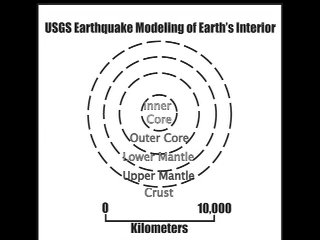 USGS Earthquake Modeling of Earth's Interior
Inner
Core
Outer Core
Lower Mantle
Upper Mantle
Crust
0 10,000
Kilometers